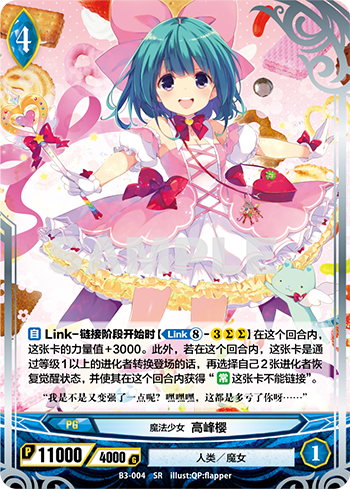 4
SAMPLE
自 Link-链接阶段开始时【Link 8 - 3 Σ Σ】在这个回合内，
这张卡的力量值+3000。此外，若在这个回合内，这张卡是通
过等级1以上的进化者转换登场的话，再选择自己2张进化者恢
复觉醒状态，并使其在这个回合内获得“常 这张卡不能链接”。
“我是不是又变强了一点呢？嘿嘿嘿，这都是多亏了你呀……”
PG
魔法少女 高峰樱
P 11000 / 4000 G
人类／魔女
1
B3-004 SR illust:QP:flapper